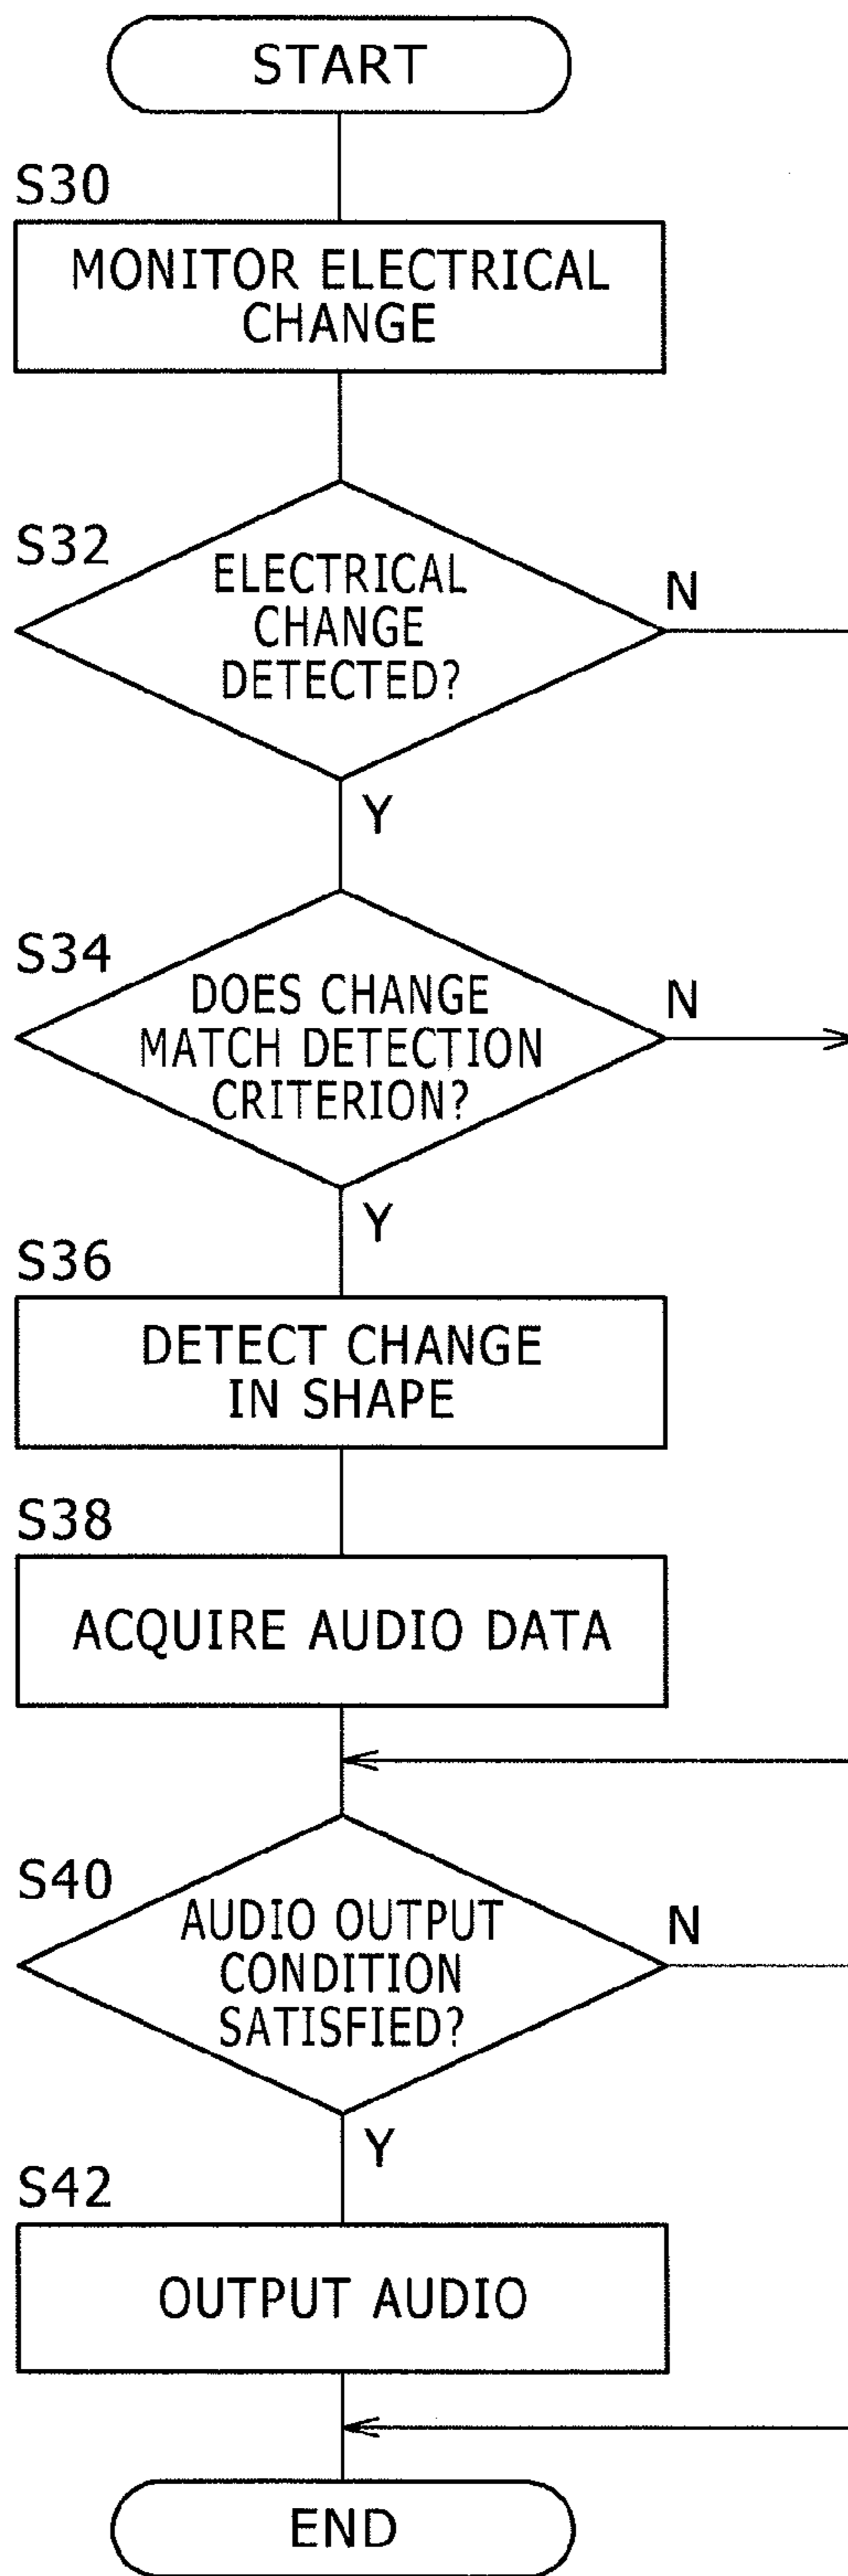 START
S30
MONITOR ELECTRICAL
CHANGE
S32
ELECTRICAL
CHANGE
DETECTED?
N
Y
S34
DOES CHANGE
MATCH DETECTION
CRITERION?
N
Y
S36
DETECT CHANGE
IN SHAPE
S38
ACQUIRE AUDIO DATA
S40
AUDIO OUTPUT
CONDITION
SATISFIED?
N
Y
S42
OUTPUT AUDIO
END